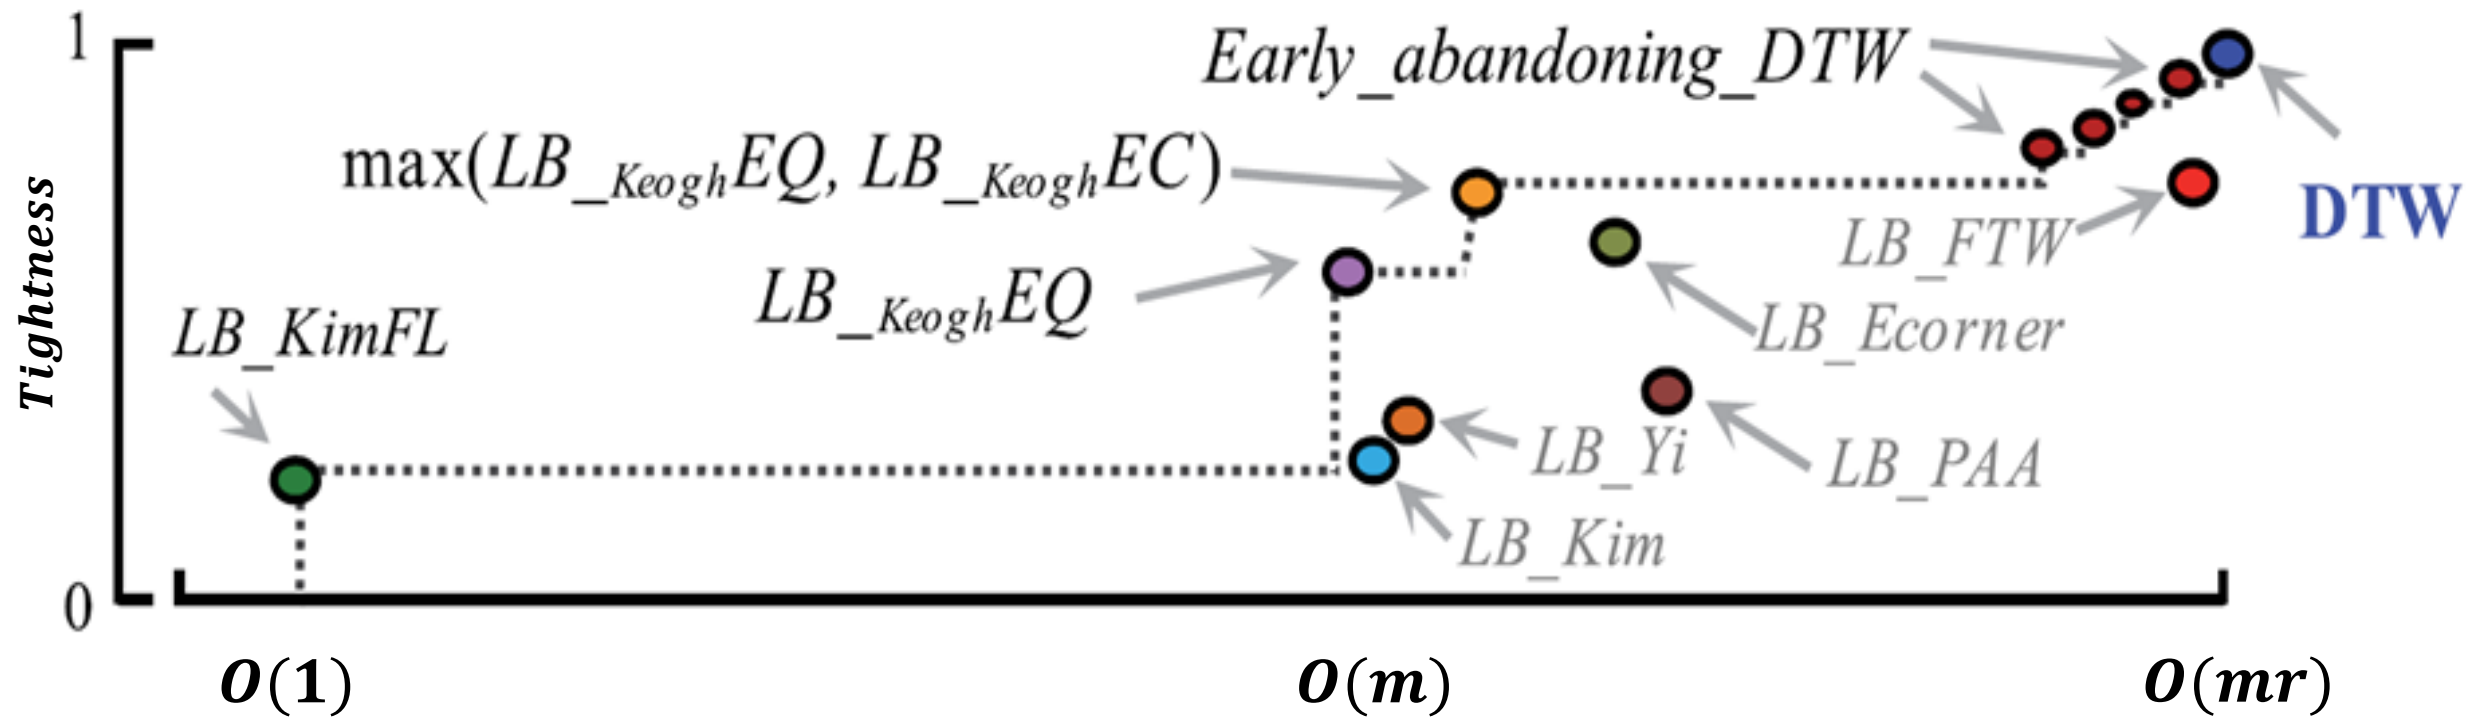 1
Early_abandoning_DTW
max(LB_KeoghEQ, LB_KeoghEC)
DTW
LB_FTW
LB_KeoghEQ
LB_Ecorner
LB_KimFL
Tightness
LB_Yi
LB_PAA
LB_Kim
0
O(1)
O(m)
O(mr)